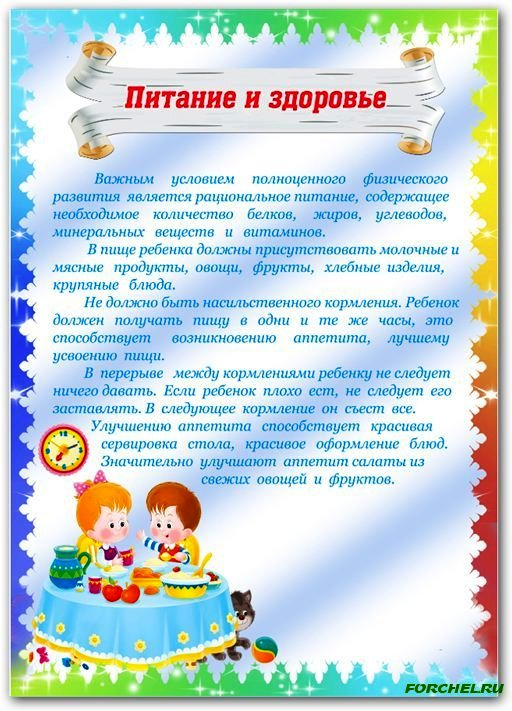 Питание и здоровье
Важным условием полноценного физического
развития является рациональное питание, содержащее
необходимое количество белков, жиров, углеводов,
минеральных веществ и витаминов.
В пище ребенка должны присутствовать молочные и
мясные продукты, овощи, фрукты, хлебные изделия,
крупяные блюда.
Не должно быть насильственного кормления. Ребенок
должен получать пищу в одни и те же часы, это
способствует возникновению аппетита, лучшему
усвоению пищи.
В перерыве между кормлениями ребенку не следует
ничего давать. Если ребенок плохо ест, не следует его
заставлять. В следующее кормление он съест все.
Улучшению аппетита способствует красивая
сервировка стола, красивое оформление блюд.
Значительно улучшают аппетит салаты из
свежих овощей и фруктов.
FORCHEL.RU